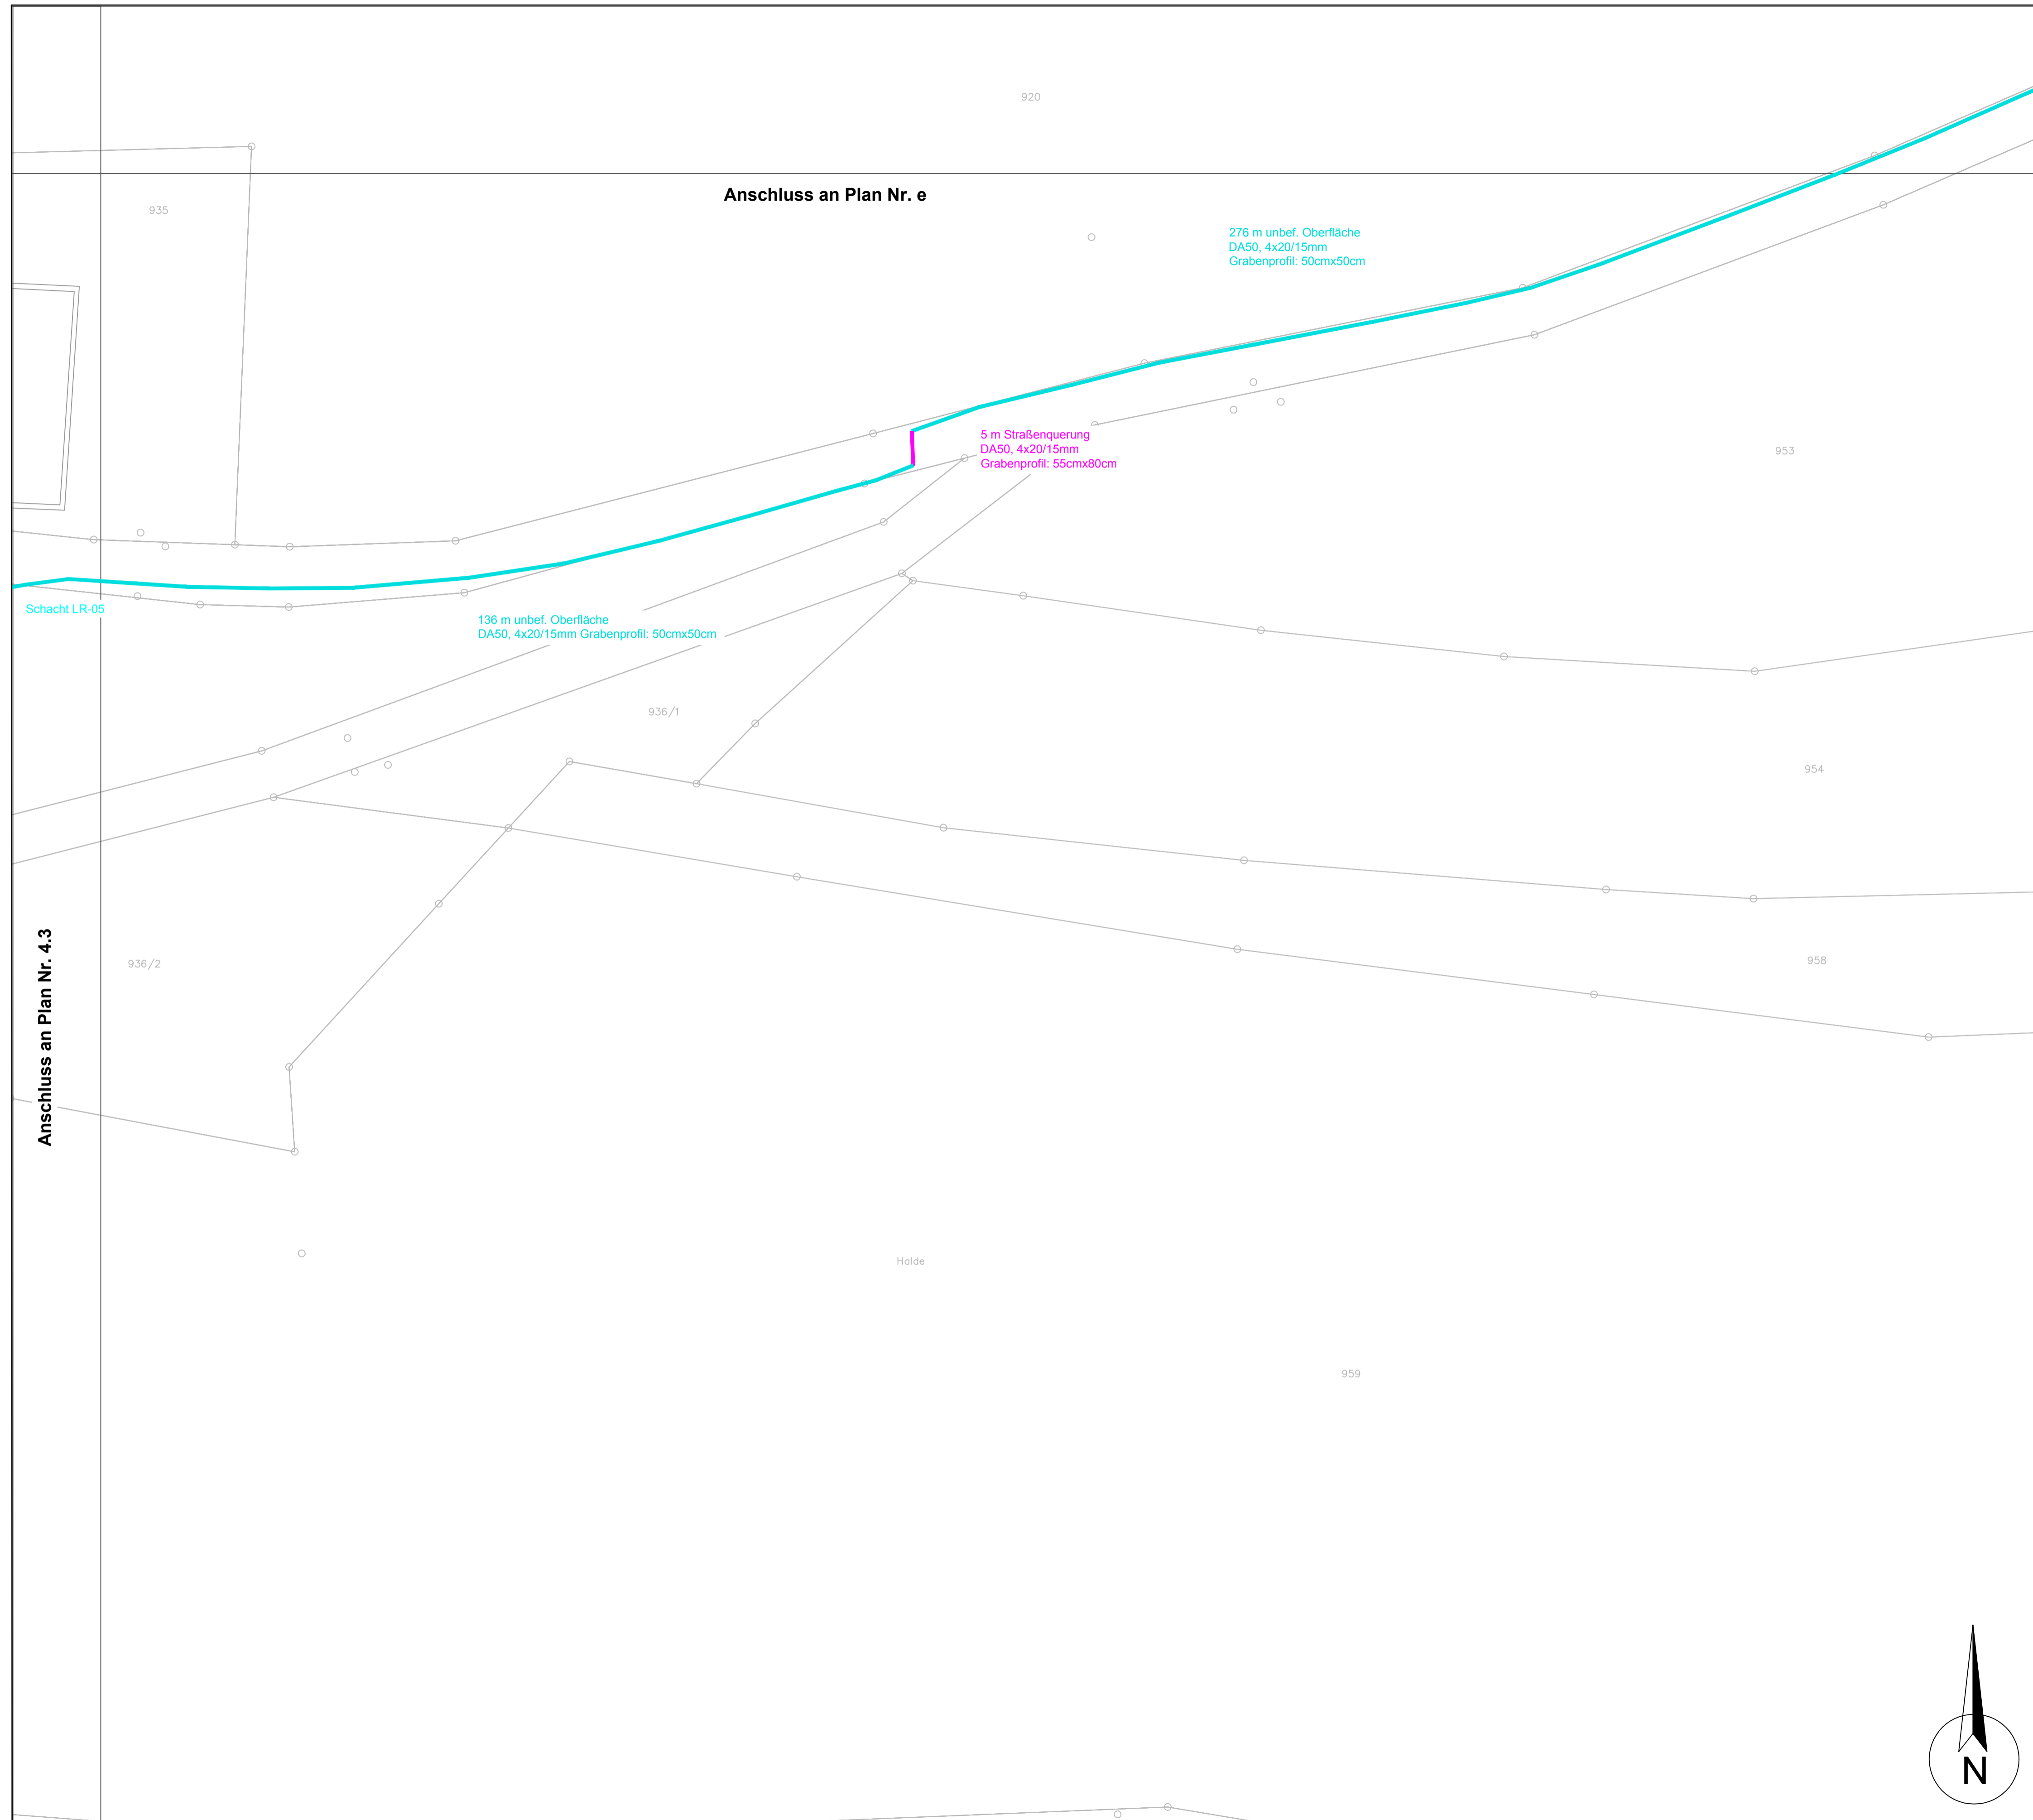 920
Anschluss an Plan Nr. e
935
276 m unbef. Oberfläche
DA50, 4x20/15mm
Grabenprofil: 50cmx50cm
5 m Straßenquerung
DA50, 4x20/15mm
Grabenprofil: 55cmx80cm
953
Schacht LR-05
136 m unbef. Oberfläche
DA50, 4x20/15mm Grabenprofil: 50cmx50cm
936/1
954
Anschluss an Plan Nr. 4.3
936/2
958
Halde
959
N